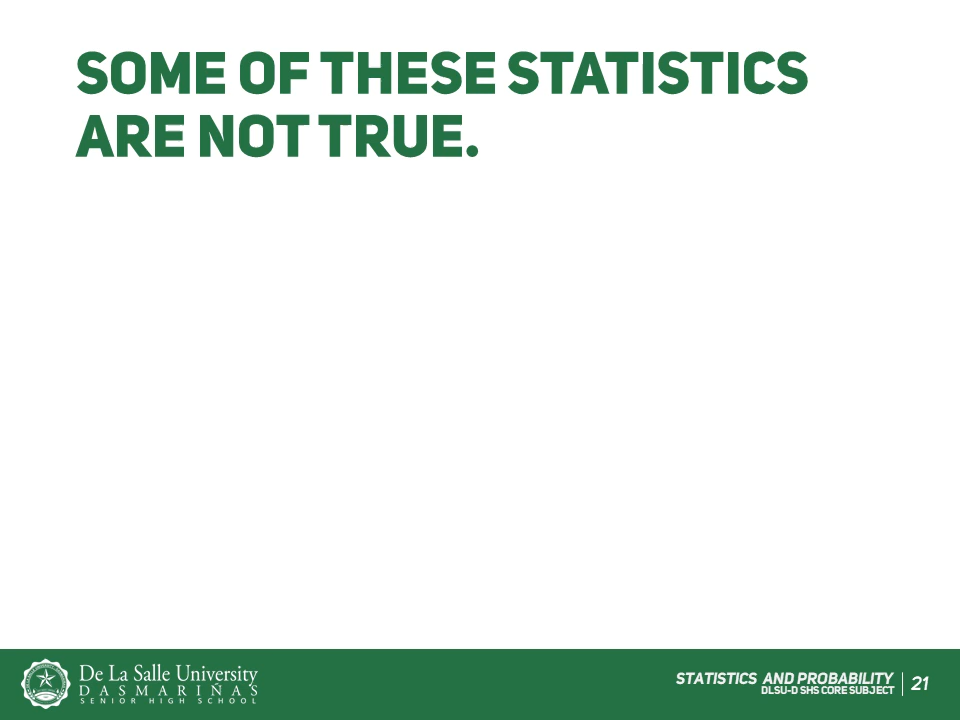 SOME OF THESE STATISTICS
ARE NOT TRUE.
De La Salle University
DASMARIÑAS
SENIOR HIGH SCHOOL
STATISTICS AND PROBABILITY
DLSU-D SHS CORE SUBJECT
21